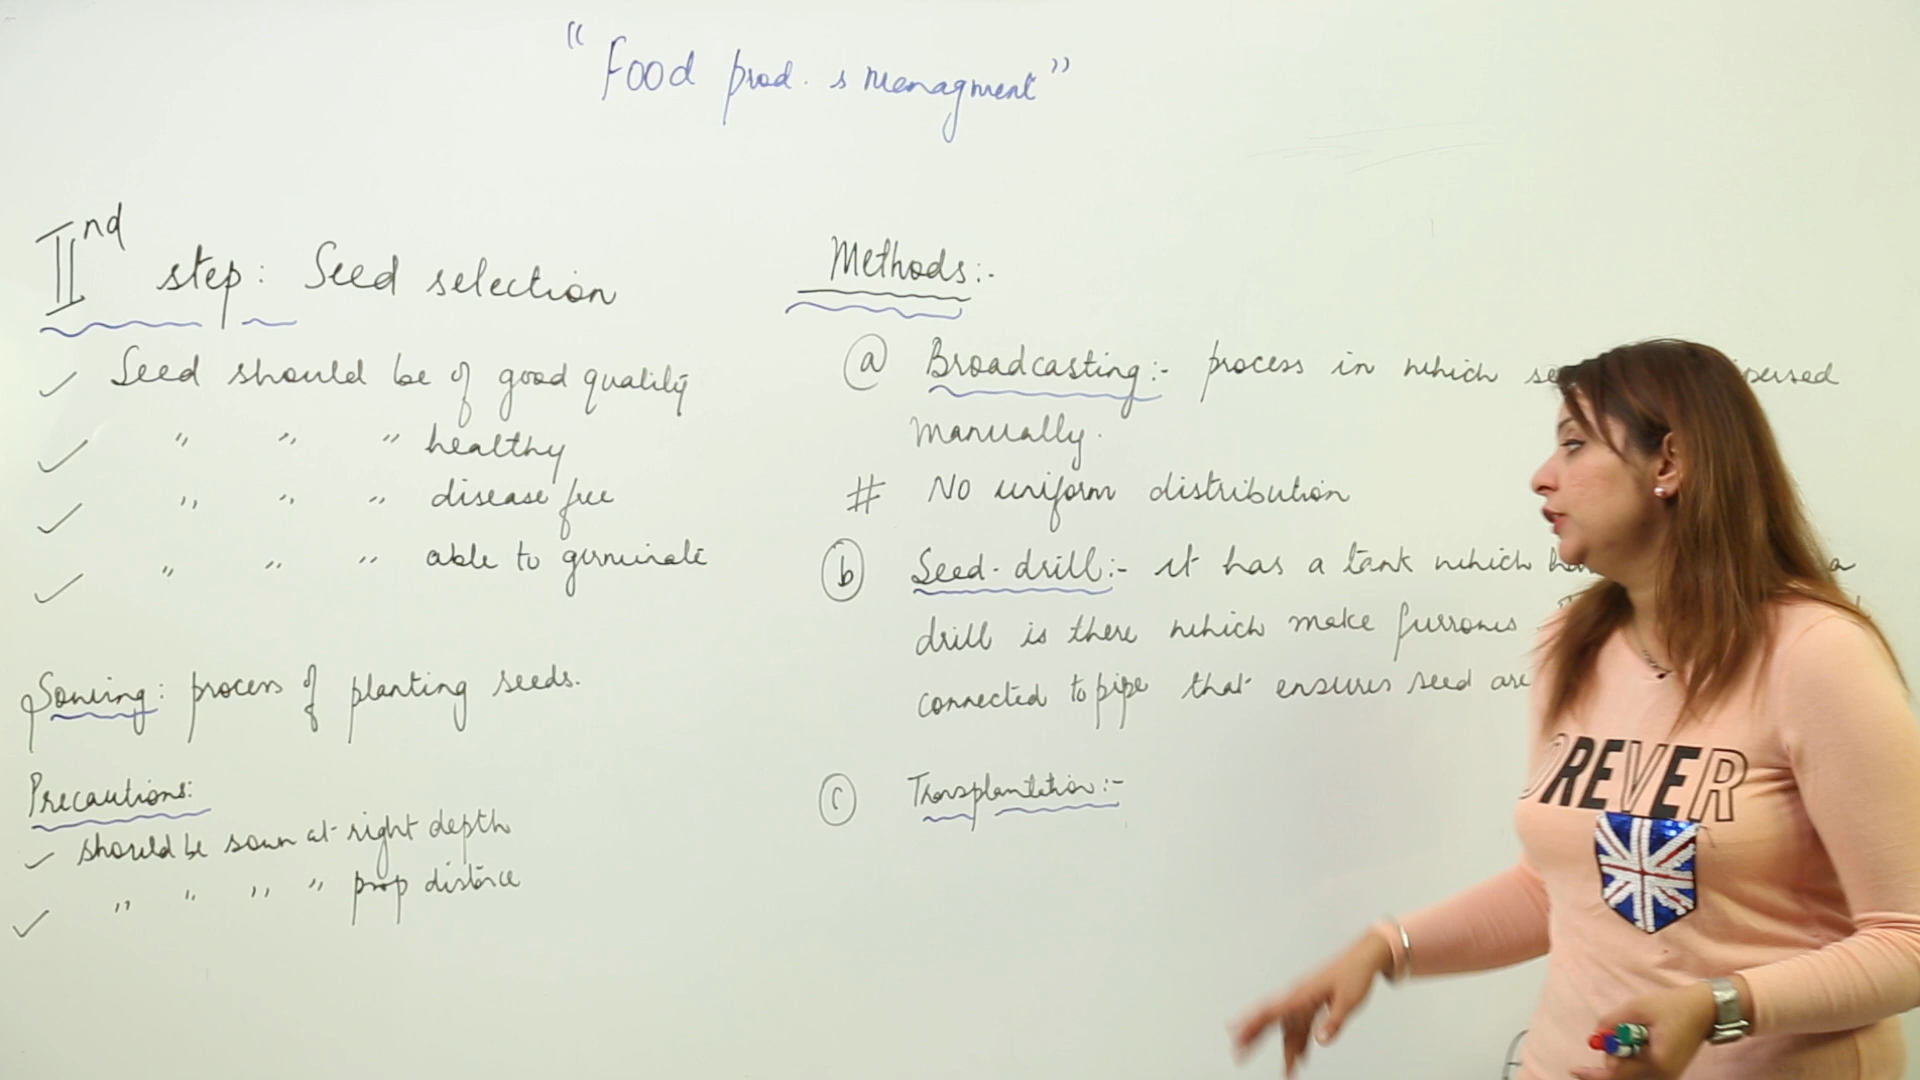 "Food prod. & managment"
IInd step: Seed selection
✓ Seed should be of good quality
✓ " " " healthy
✓ " " " disease free
✓ " " " able to germinate
Sowing: process of planting seeds.
Precautions:
✓ should be sown at right depth
✓ " " " " prop distance
Methods:-
(a) Broadcasting:- process in which
manually.
# No uniform distribution
(b) Seed-drill:- it has a tank which a
drill is there which make furrows
connected to pipe that ensures seed are
(c) Transplantation:-
OREVER